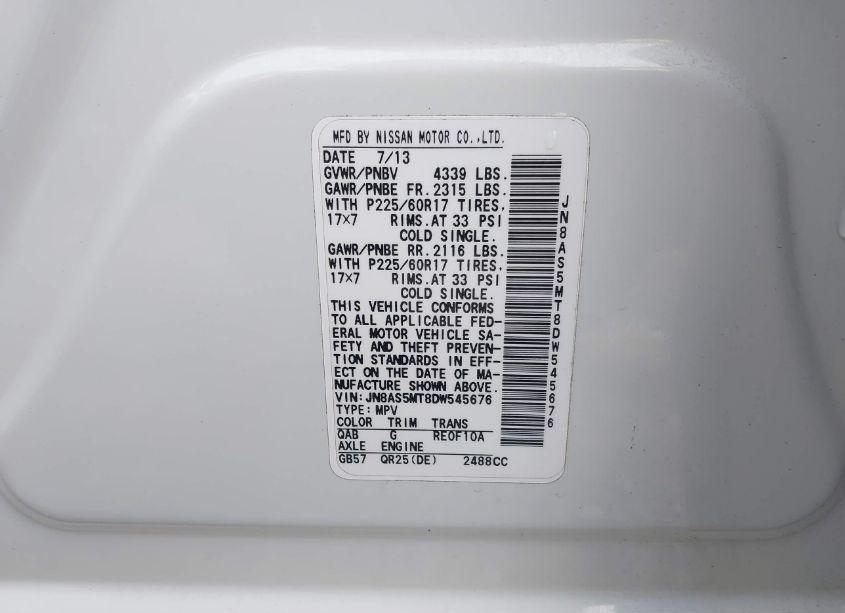 MFD BY NISSAN MOTOR CO.,LTD.
DATE 7/13
GVWR/PNBV 4339 LBS.
GAWR/PNBE FR. 2315 LBS.
WITH P225/60R17 TIRES,
17×7 RIMS.AT 33 PSI
COLD SINGLE.
GAWR/PNBE RR. 2116 LBS.
WITH P225/60R17 TIRES,
17×7 RIMS.AT 33 PSI
COLD SINGLE.
THIS VEHICLE CONFORMS
TO ALL APPLICABLE FED-
ERAL MOTOR VEHICLE SA-
FETY AND THEFT PREVEN-
TION STANDARDS IN EFF-
ECT ON THE DATE OF MA-
NUFACTURE SHOWN ABOVE.
VIN: JN8AS5MT8DW545676
TYPE: MPV
COLOR TRIM TRANS
QAB G RE0F10A
AXLE ENGINE
GB57 QR25(DE) 2488CC
JN8AS5MT8DW545676